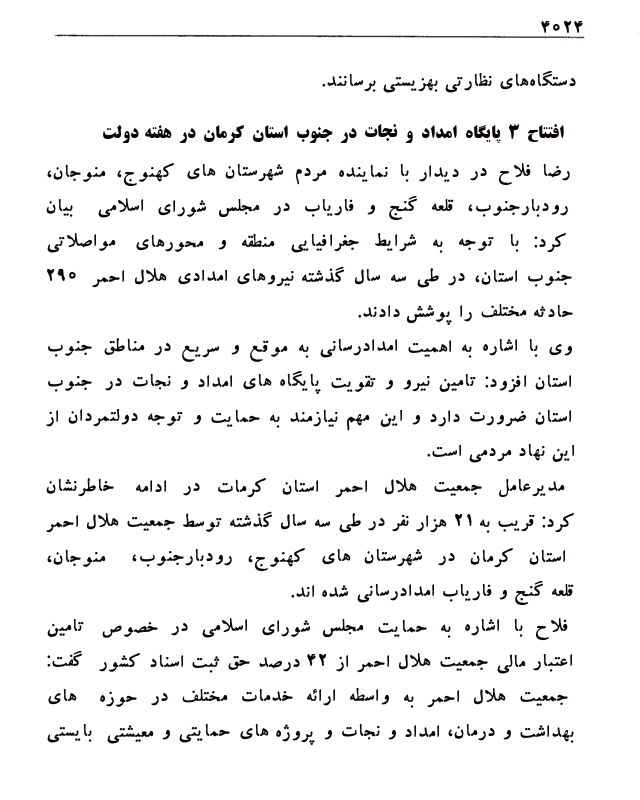 ۴۰۲۴
دستگاه‌های نظارتی بهزیستی برسانند.
افتتاح ۳ پایگاه امداد و نجات در جنوب استان کرمان در هفته دولت
رضا فلاح در دیدار با نماینده مردم شهرستان های کهنوج، منوجان،
رودبارجنوب، قلعه گنج و فاریاب در مجلس شورای اسلامی بیان
کرد: با توجه به شرایط جغرافیایی منطقه و محورهای مواصلاتی
جنوب استان، در طی سه سال گذشته نیروهای امدادی هلال احمر ۲۹۰
حادثه مختلف را پوشش دادند.
وی با اشاره به اهمیت امدادرسانی به موقع و سریع در مناطق جنوب
استان افزود: تامین نیرو و تقویت پایگاه های امداد و نجات در جنوب
استان ضرورت دارد و این مهم نیازمند به حمایت و توجه دولتمردان از
این نهاد مردمی است.
مدیرعامل جمعیت هلال احمر استان کرمات در ادامه خاطرنشان
کرد: قریب به ۲۱ هزار نفر در طی سه سال گذشته توسط جمعیت هلال احمر
استان کرمان در شهرستان های کهنوج، رودبارجنوب، منوجان،
قلعه گنج و فاریاب امدادرسانی شده اند.
فلاح با اشاره به حمایت مجلس شورای اسلامی در خصوص تامین
اعتبار مالی جمعیت هلال احمر از ۴۲ درصد حق ثبت اسناد کشور گفت:
جمعیت هلال احمر به واسطه ارائه خدمات مختلف در حوزه های
بهداشت و درمان، امداد و نجات و پروژه های حمایتی و معیشتی بایستی